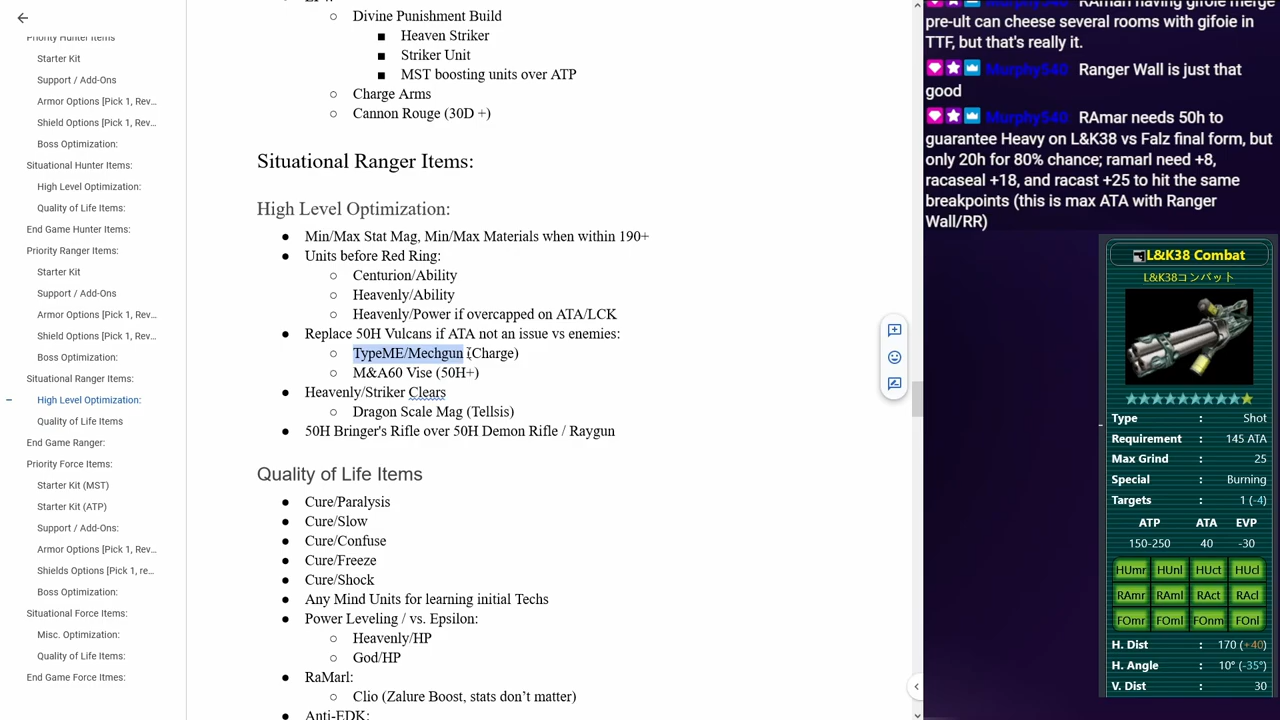 Priority Hunter Items
Starter Kit
Support / Add-Ons
Armor Options [Pick 1, Rev...
Shield Options [Pick 1, Rev...
Boss Optimization:
Situational Hunter Items:
High Level Optimization:
Quality of Life Items:
End Game Hunter Items:
Priority Ranger Items:
Starter Kit
Support / Add-Ons
Armor Options [Pick 1, Rev...
Shield Options [Pick 1, Rev...
Boss Optimization:
Situational Ranger Items:
High Level Optimization:
Quality of Life Items
End Game Ranger:
Priority Force Items:
Starter Kit (MST)
Starter Kit (ATP)
Support / Add-Ons:
Armor Options [Pick 1, Rev...
Shields Options [Pick 1, re...
Boss Optimization:
Situational Force Items:
Misc. Optimization:
Quality of Life Items:
End Game Force Itmes:
○ Divine Punishment Build
■ Heaven Striker
■ Striker Unit
■ MST boosting units over ATP
○ Charge Arms
○ Cannon Rouge (30D +)
Situational Ranger Items:
High Level Optimization:
● Min/Max Stat Mag, Min/Max Materials when within 190+
● Units before Red Ring:
○ Centurion/Ability
○ Heavenly/Ability
○ Heavenly/Power if overcapped on ATA/LCK
● Replace 50H Vulcans if ATA not an issue vs enemies:
○ TypeME/Mechgun (Charge)
○ M&A60 Vise (50H+)
● Heavenly/Striker Clears
○ Dragon Scale Mag (Tellsis)
● 50H Bringer's Rifle over 50H Demon Rifle / Raygun
Quality of Life Items
● Cure/Paralysis
● Cure/Slow
● Cure/Confuse
● Cure/Freeze
● Cure/Shock
● Any Mind Units for learning initial Techs
● Power Leveling / vs. Epsilon:
○ Heavenly/HP
○ God/HP
● RaMarl:
○ Clio (Zalure Boost, stats don't matter)
● Anti-EDK:
RAmar having gifoie merge
pre-ult can cheese several rooms with gifoie in
TTF, but that's really it.
Murphy540 Ranger Wall is just that
good
Murphy540 RAmar needs 50h to
guarantee Heavy on L&K38 vs Falz final form, but
only 20h for 80% chance; ramarl need +8,
racaseal +18, and racast +25 to hit the same
breakpoints (this is max ATA with Ranger
Wall/RR)
L&K38 Combat
L&K38コンバット
Type : Shot
Requirement : 145 ATA
Max Grind : 25
Special : Burning
Targets : 1 (-4)
ATP ATA EVP
150-250 40 -30
HUmr HUnl HUct HUcl
RAmr RAml RAct RAcl
FOmr FOml FOnm FOnl
H. Dist : 170 (+40)
H. Angle : 10° (-35°)
V. Dist : 30